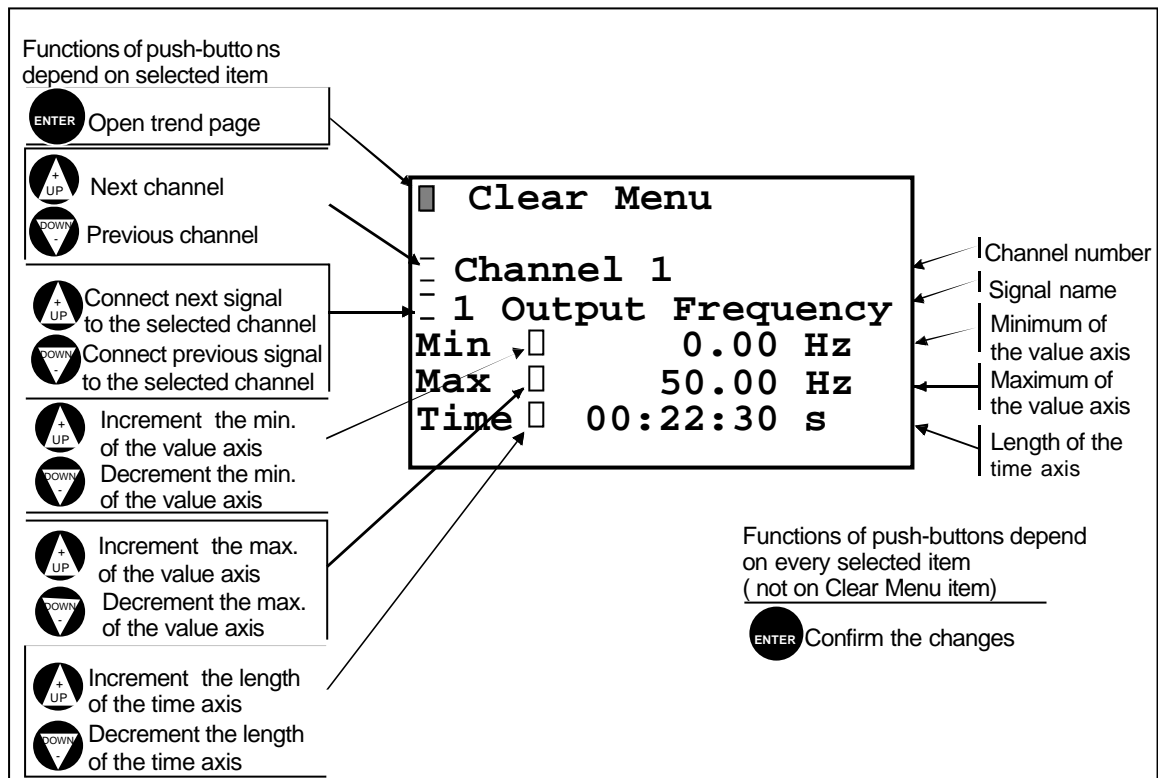 Functions of push-butto ns
depend on selected item
ENTER Open trend page
+
UP
Next channel
DOWN
-
Previous channel
+
UP
Connect next signal
to the selected channel
DOWN
-
Connect previous signal
to the selected channel
+
UP
Increment the min.
of the value axis
DOWN
-
Decrement the min.
of the value axis
+
UP
Increment the max.
of the value axis
DOWN
-
Decrement the max.
of the value axis
+
UP
Increment the length
of the time axis
DOWN
-
Decrement the length
of the time axis
Clear Menu
Channel 1
1 Output Frequency
Min 0.00 Hz
Max 50.00 Hz
Time 00:22:30 s
Channel number
Signal name
Minimum of
the value axis
Maximum of
the value axis
Length of the
time axis
Functions of push-buttons depend
on every selected item
( not on Clear Menu item)
ENTER Confirm the changes